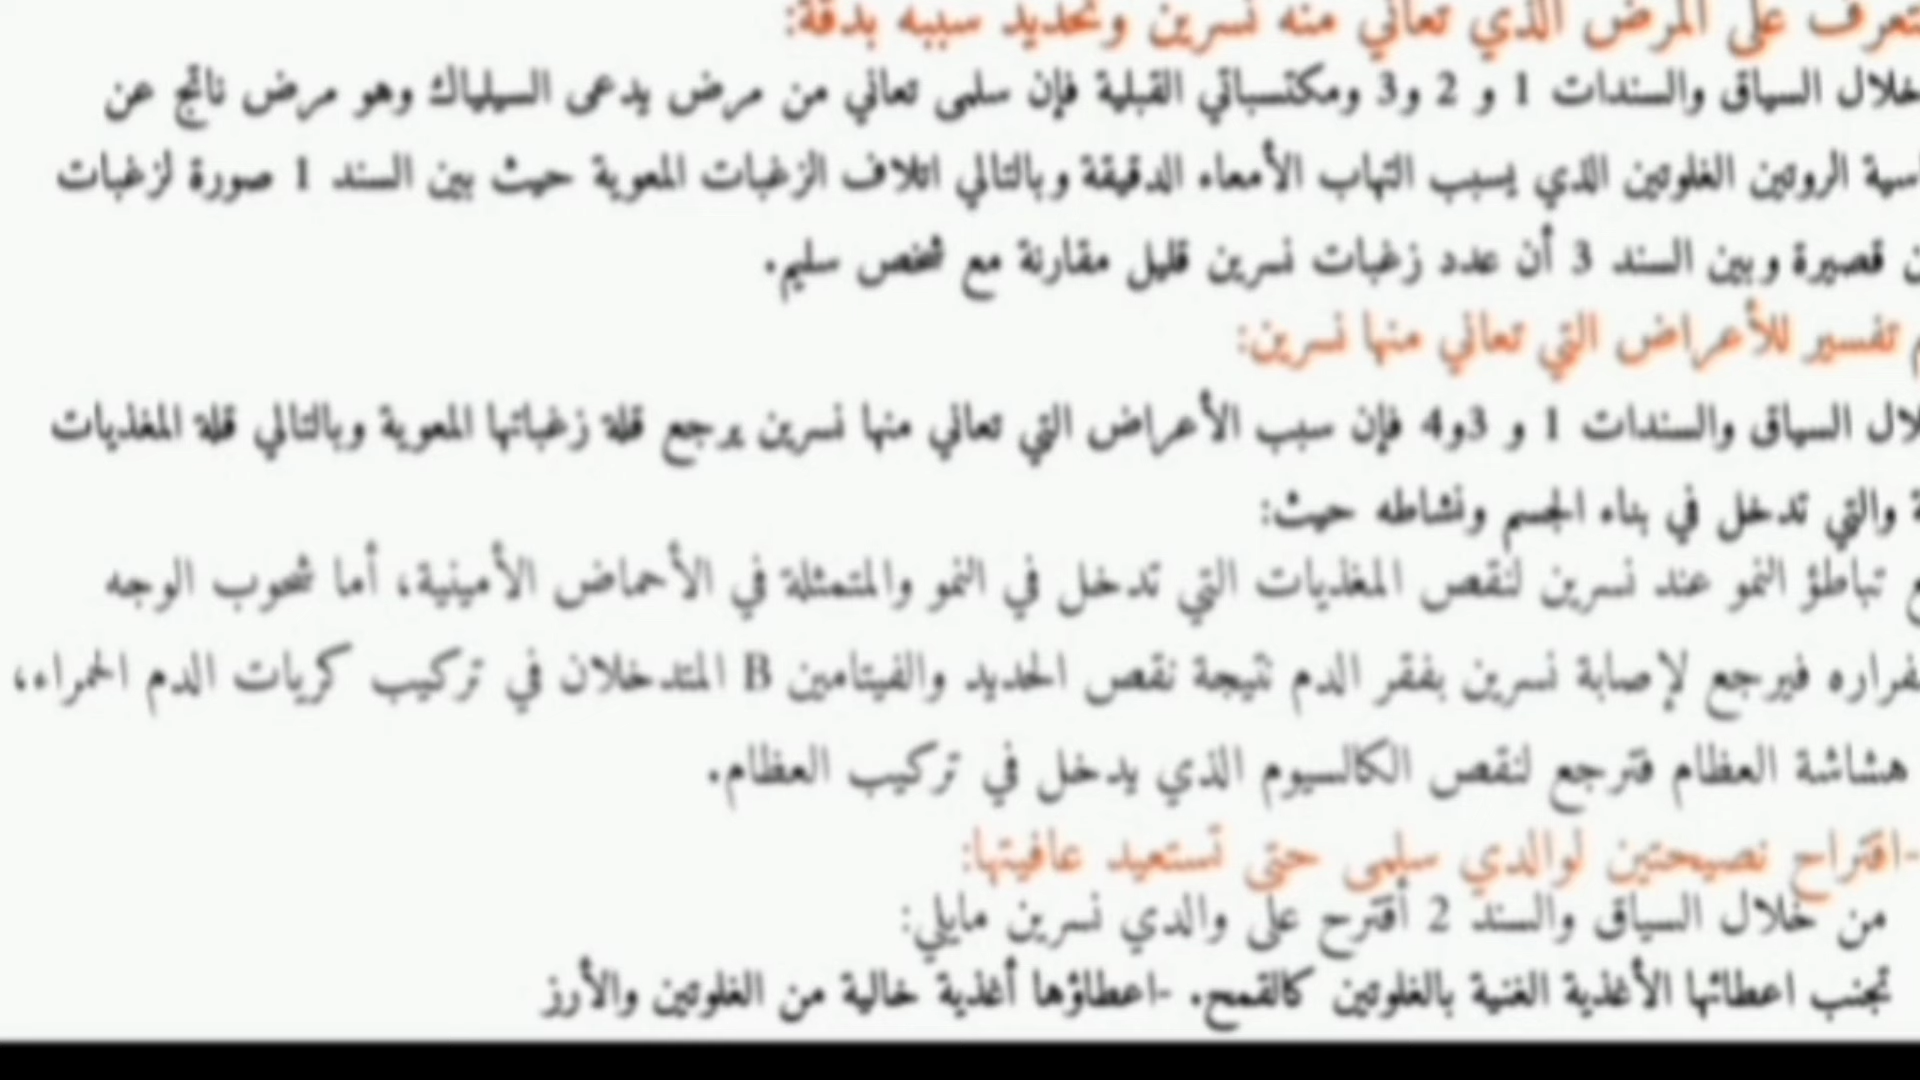 تعرف على المرض الذي تعاني منه نسرين وتحديد سببه بدقة:
خلال السياق والسندات 1 و 2 و3 ومكتسباتي القبلية فإن سلمى تعاني من مرض يدعى السيلياك وهو مرض ناتج عن
اسية الروتين الغلوتين الذي يسبب التهاب الأمعاء الدقيقة وبالتالي اتلاف الزغبات المعوية حيث بين السند 1 صورة لزغبات
ن قصيرة وبين السند 3 أن عدد زغبات نسرين قليل مقارنة مع شخص سليم.
م تفسير للأعراض التي تعاني منها نسرين:
لال السياق والسندات 1 و 3و4 فإن سبب الأعراض التي تعاني منها نسرين يرجع قلة زغباتها المعوية وبالتالي قلة المغذيات
ة والتي تدخل في بناء الجسم ونشاطه حيث:
ع تباطؤ النمو عند نسرين لنقص المغذيات التي تدخل في النمو والمتمثلة في الأحماض الأمينية، أما شحوب الوجه
فراره فيرجع لإصابة نسرين بفقر الدم نتيجة نقص الحديد والفيتامين B المتدخلان في تركيب كريات الدم الحمراء،
هشاشة العظام فترجع لنقص الكالسيوم الذي يدخل في تركيب العظام.
-اقتراح نصيحتين لوالدي سلمى حتى تستعيد عافيتها:
من خلال السياق والسند 2 أقترح على والدي نسرين مايلي:
تجنب اعطائها الأغذية الغنية بالغلوتين كالقمح. -اعطاؤها أغذية خالية من الغلوتين والأرز